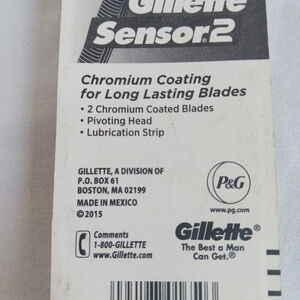 Gillette
Sensor2
Chromium Coating
for Long Lasting Blades
• 2 Chromium Coated Blades
• Pivoting Head
• Lubrication Strip
GILLETTE, A DIVISION OF
P.O. BOX 61
BOSTON, MA 02199
MADE IN MEXICO
©2015
P&G
www.pg.com
Comments
1-800-GILLETTE
www.Gillette.com
Gillette®
The Best a Man
Can Get.®